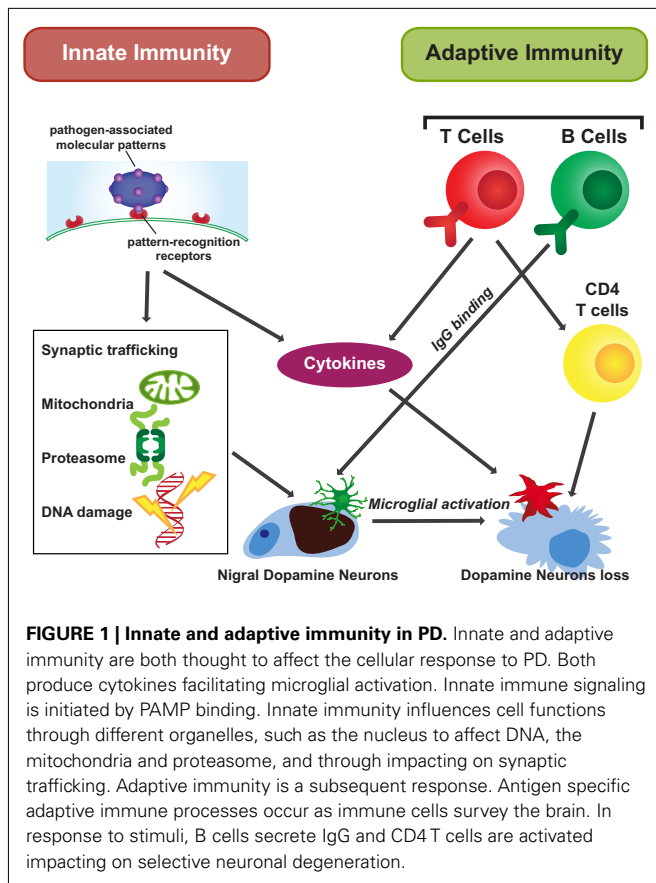 Innate Immunity
Adaptive Immunity
pathogen-associated
molecular patterns
pattern-recognition
receptors
T Cells
B Cells
CD4
T cells
IgG binding
Cytokines
Synaptic trafficking
Mitochondria
Proteasome
DNA damage
Microglial activation
Nigral Dopamine Neurons
Dopamine Neurons loss
FIGURE 1 | Innate and adaptive immunity in PD. Innate and adaptive
immunity are both thought to affect the cellular response to PD. Both
produce cytokines facilitating microglial activation. Innate immune signaling
is initiated by PAMP binding. Innate immunity influences cell functions
through different organelles, such as the nucleus to affect DNA, the
mitochondria and proteasome, and through impacting on synaptic
trafficking. Adaptive immunity is a subsequent response. Antigen specific
adaptive immune processes occur as immune cells survey the brain. In
response to stimuli, B cells secrete IgG and CD4 T cells are activated
impacting on selective neuronal degeneration.